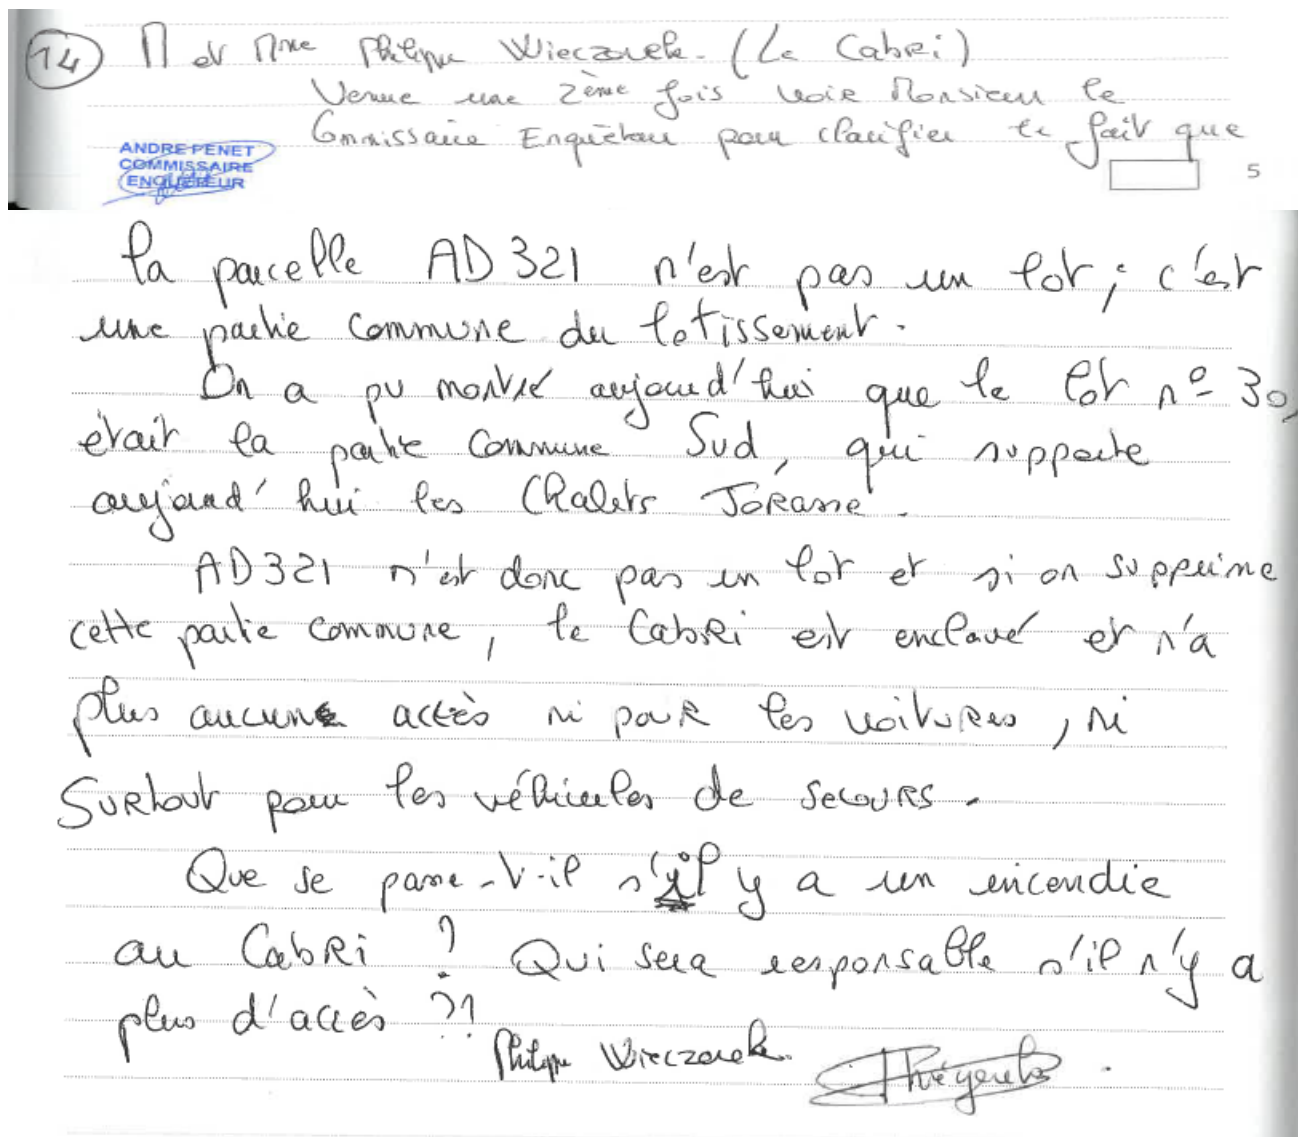 14 M et Mme Philippe Wieczorek. (Le Cabri)
Venue une 2ème fois voir Monsieur le
Commissaire Enquêteur pour clarifier le fait que
ANDRE PENET
COMMISSAIRE
ENQUETEUR
5
la parcelle AD 321 n'est pas un lot ; c'est
une partie commune du lotissement.
On a pu montré aujourd'hui que le lot nº 30,
était la partie commune Sud, qui supporte
aujourd'hui les Chalets Jorasse.
AD321 n'est donc pas un lot et si on supprime
cette partie commune, le Cabri est enclavé et n'a
plus aucune accès ni pour les voitures, ni
surtout pour les véhicules de secours.
Que se passe-t-il s'il y a un incendie
au Cabri ? Qui sera responsable s'il n'y a
plus d'accès ?!
Philippe Wieczorek.